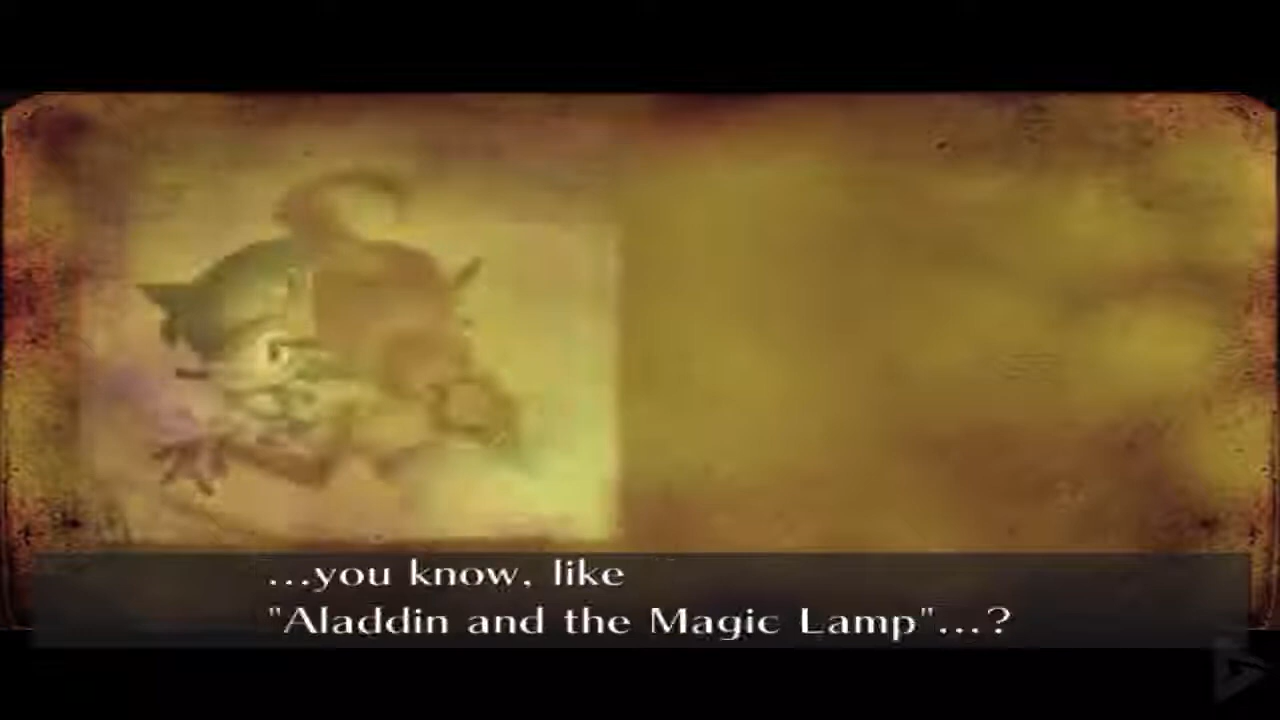 ...you know, like
"Aladdin and the Magic Lamp"...?